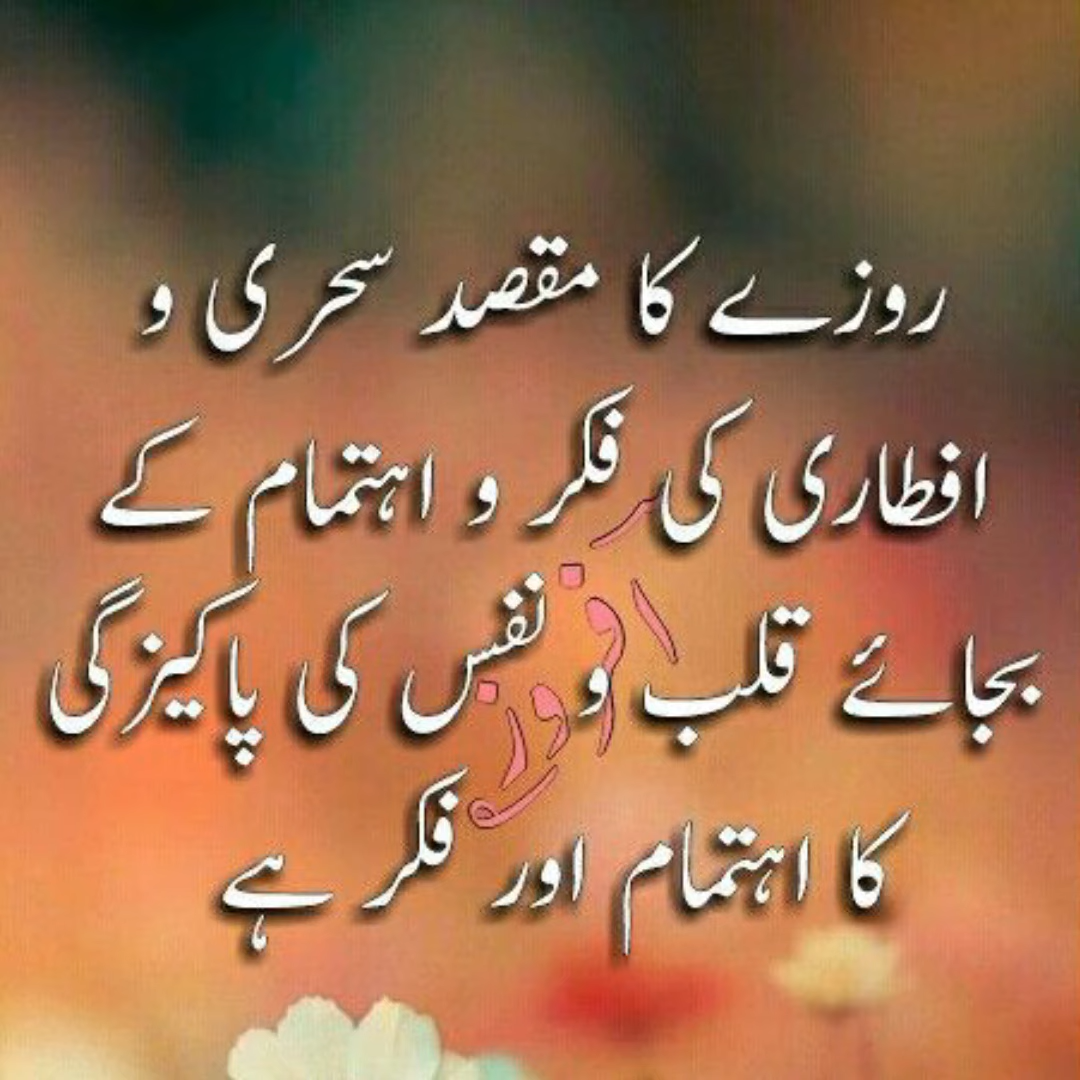 روزے کا مقصد سحری و
افطاری کی فکر و اہتمام کے
بجائے قلب و نفس کی پاکیزگی
کا اہتمام اور فکر ہے